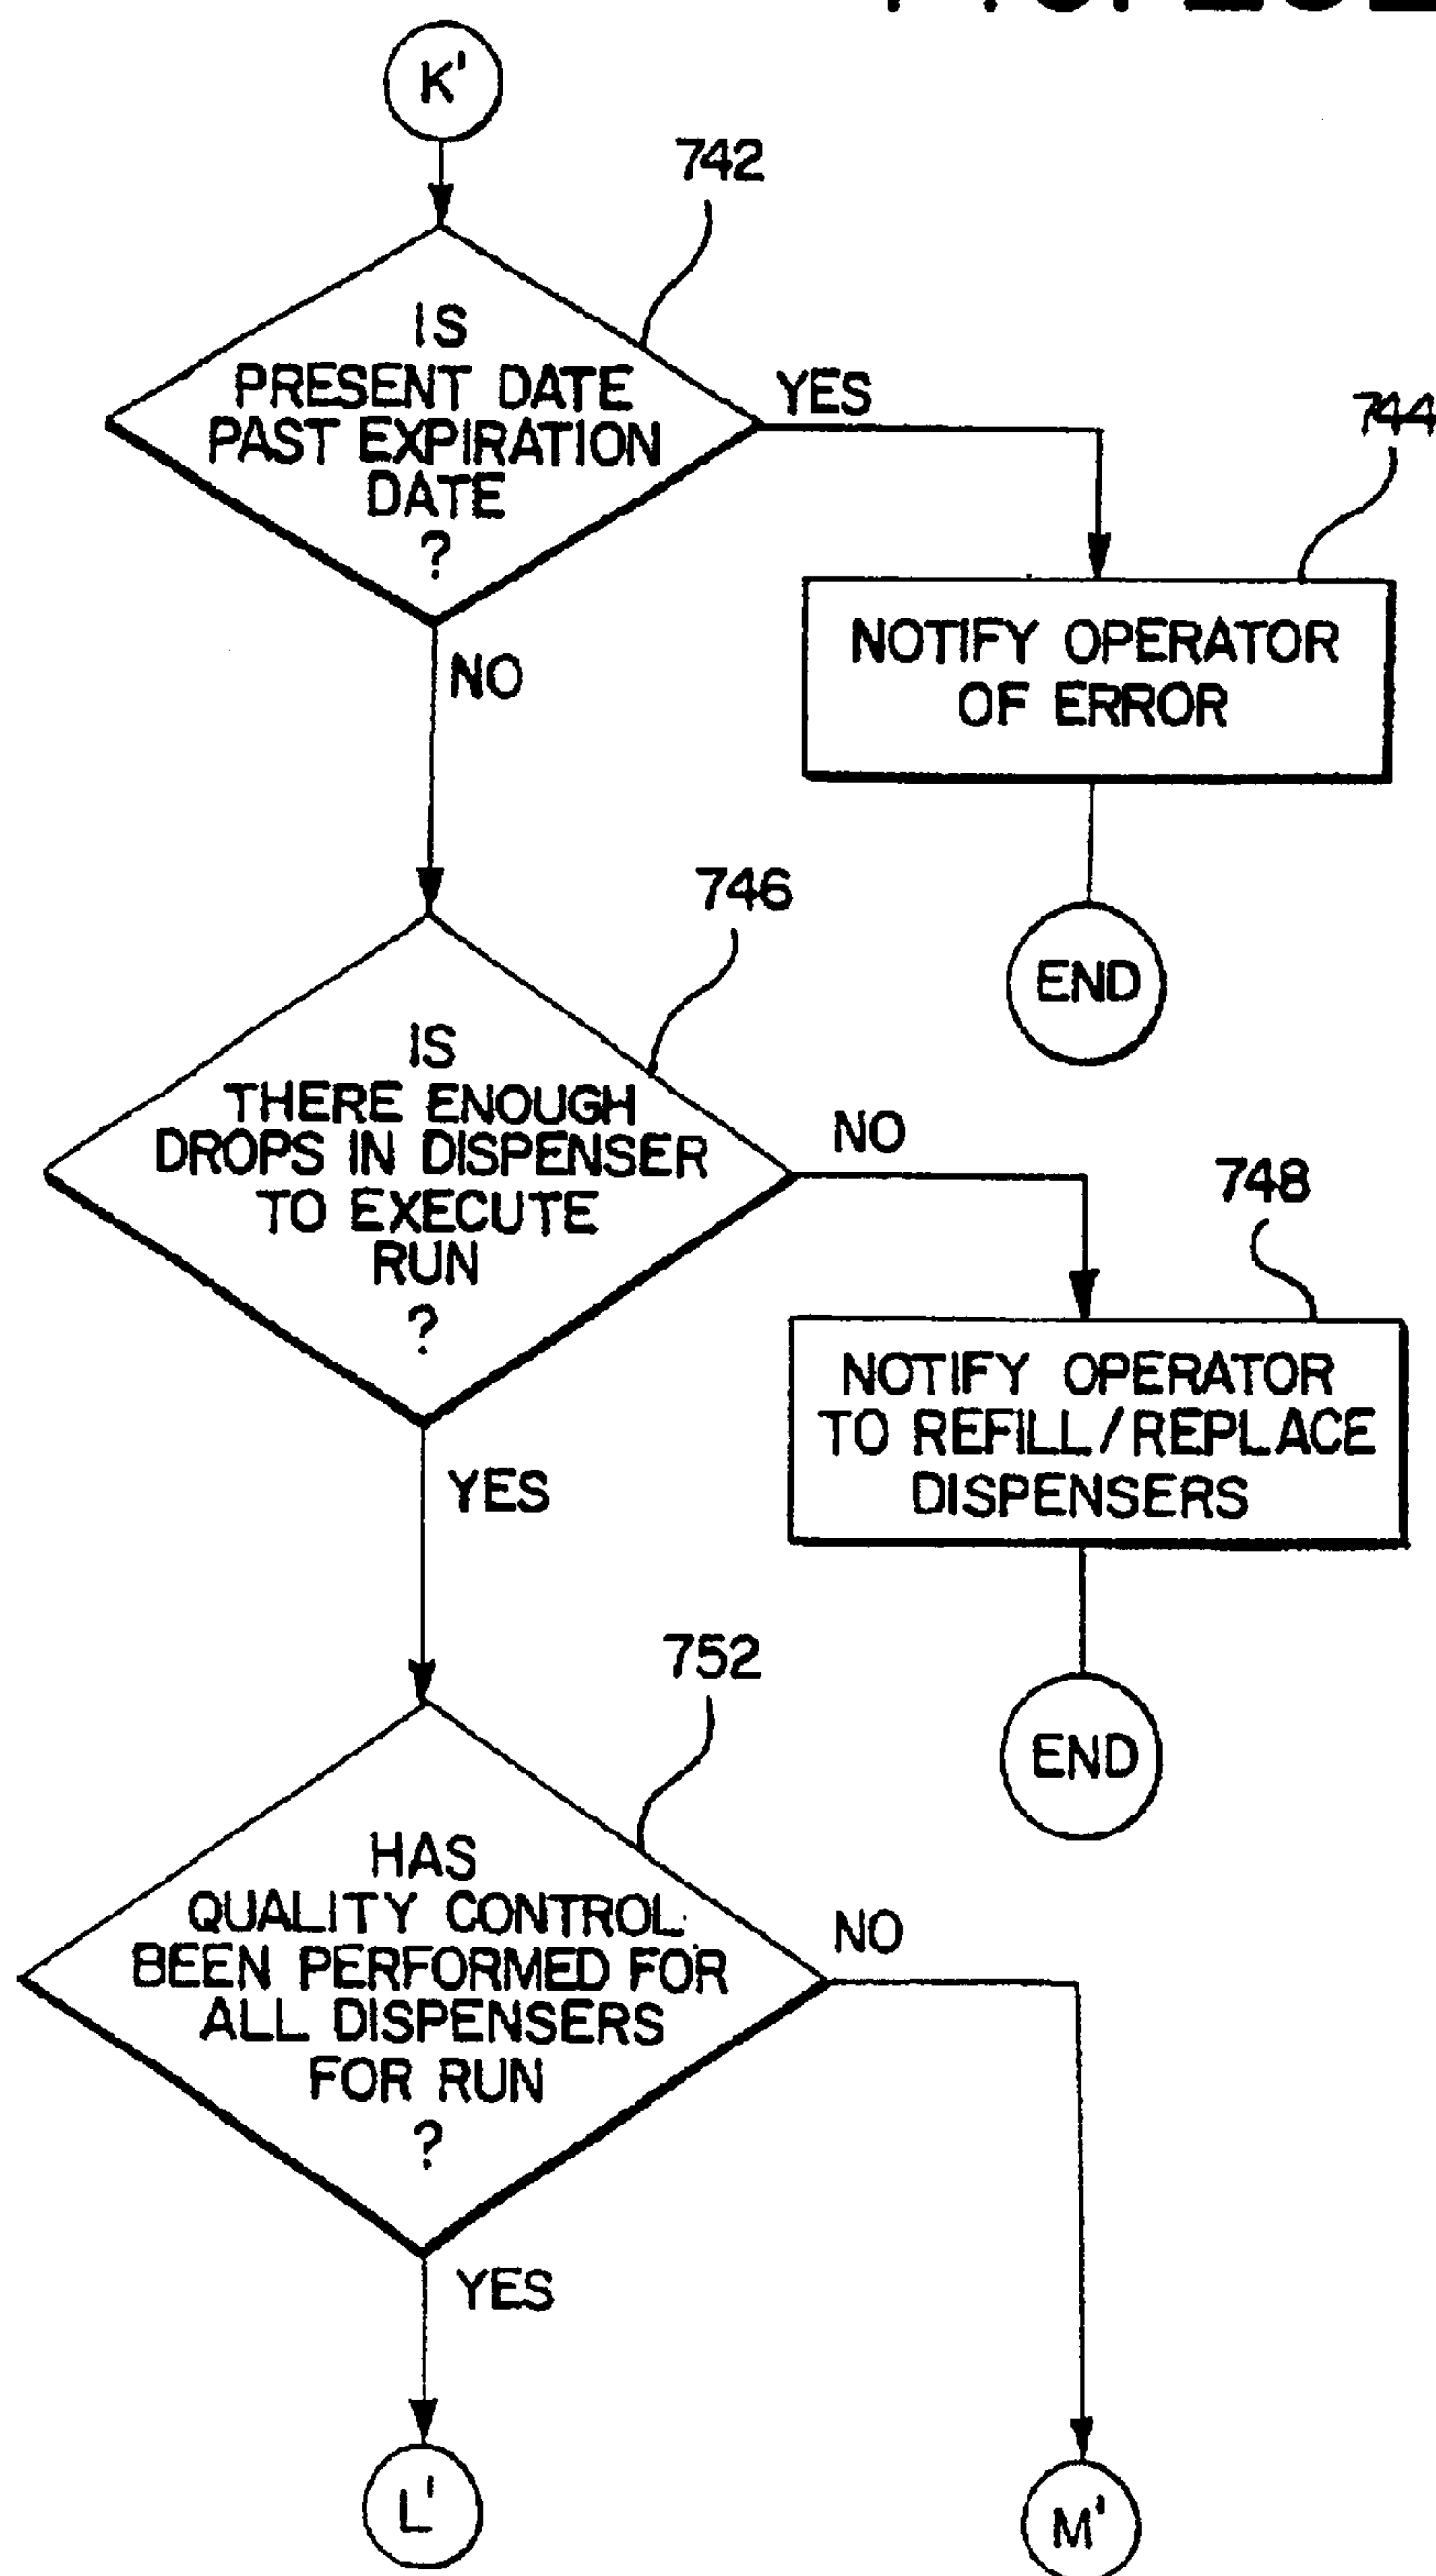 K'
742
IS
PRESENT DATE
PAST EXPIRATION
DATE
?
YES
744
NOTIFY OPERATOR
OF ERROR
END
NO
746
IS
THERE ENOUGH
DROPS IN DISPENSER
TO EXECUTE
RUN
?
NO
748
NOTIFY OPERATOR
TO REFILL/REPLACE
DISPENSERS
END
YES
752
HAS
QUALITY CONTROL
BEEN PERFORMED FOR
ALL DISPENSERS
FOR RUN
?
NO
YES
L'
M'